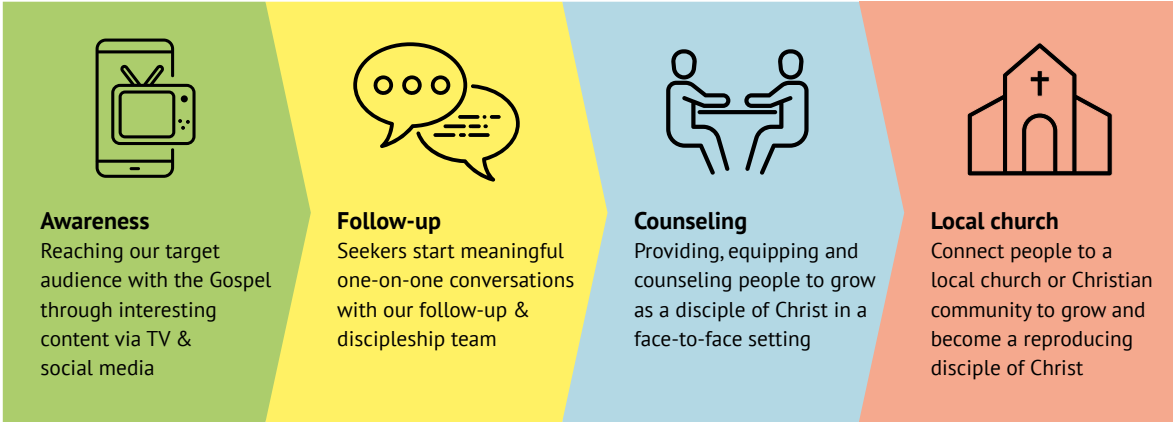 Awareness
Reaching our target
audience with the Gospel
through interesting
content via TV &
social media
Follow-up
Seekers start meaningful
one-on-one conversations
with our follow-up &
discipleship team
Counseling
Providing, equipping and
counseling people to grow
as a disciple of Christ in a
face-to-face setting
Local church
Connect people to a
local church or Christian
community to grow and
become a reproducing
disciple of Christ